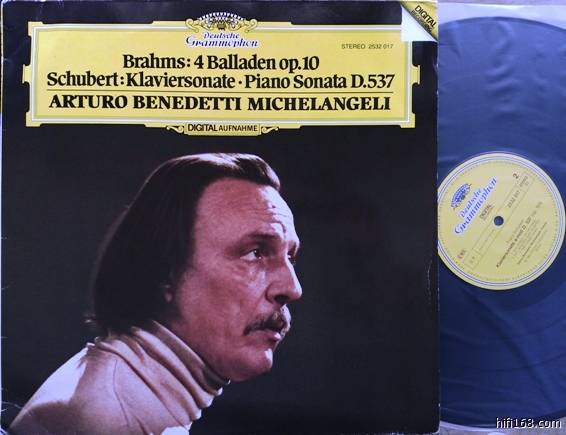 Deutsche
Grammophon
DIGITAL
STEREO 2532 017
Brahms: 4 Balladen op. 10
Schubert: Klaviersonate · Piano Sonata D. 537
ARTURO BENEDETTI MICHELANGELI
DIGITAL AUFNAHME
Deutsche
Grammophon
2
hifi168.com